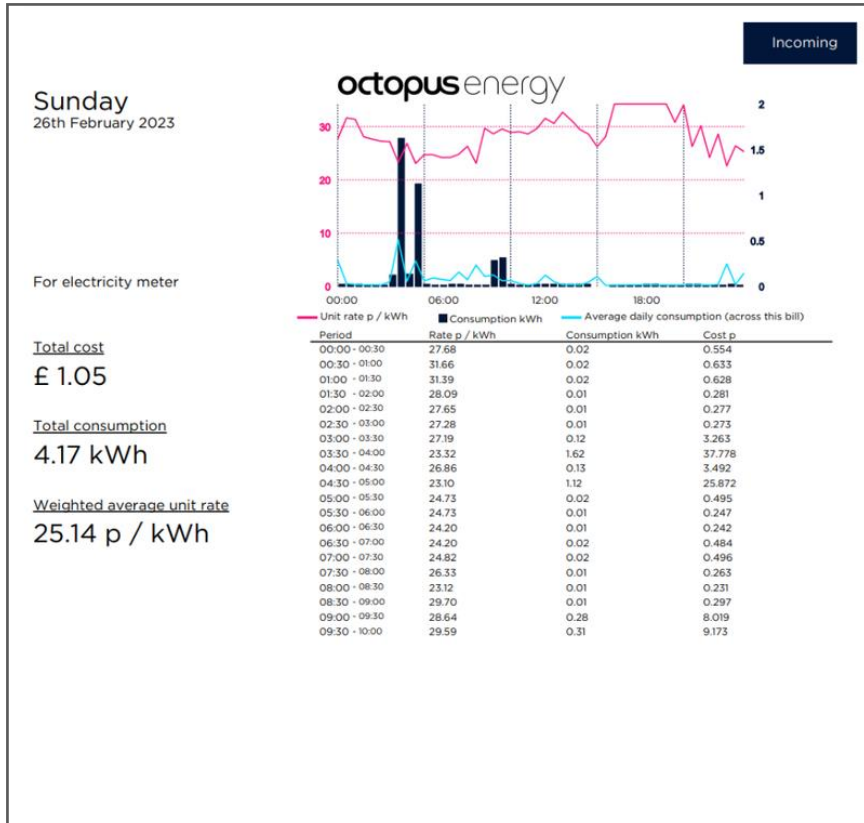 Incoming
Sunday
26th February 2023
octopus energy
30
20
10
0
2
1.5
1
0.5
0
00:00
06:00
12:00
18:00
Unit rate p / kWh
Consumption kWh
Average daily consumption (across this bill)
For electricity meter
Total cost
£ 1.05
Total consumption
4.17 kWh
Weighted average unit rate
25.14 p / kWh
Period Rate p / kWh Consumption kWh Cost p
00:00 - 00:30 27.68 0.02 0.554
00:30 - 01:00 31.66 0.02 0.633
01:00 - 01:30 31.39 0.02 0.628
01:30 - 02:00 28.09 0.01 0.281
02:00 - 02:30 27.65 0.01 0.277
02:30 - 03:00 27.28 0.01 0.273
03:00 - 03:30 27.19 0.12 3.263
03:30 - 04:00 23.32 1.62 37.778
04:00 - 04:30 26.86 0.13 3.492
04:30 - 05:00 23.10 1.12 25.872
05:00 - 05:30 24.73 0.02 0.495
05:30 - 06:00 24.73 0.01 0.247
06:00 - 06:30 24.20 0.01 0.242
06:30 - 07:00 24.20 0.02 0.484
07:00 - 07:30 24.82 0.02 0.496
07:30 - 08:00 26.33 0.01 0.263
08:00 - 08:30 23.12 0.01 0.231
08:30 - 09:00 29.70 0.01 0.297
09:00 - 09:30 28.64 0.28 8.019
09:30 - 10:00 29.59 0.31 9.173